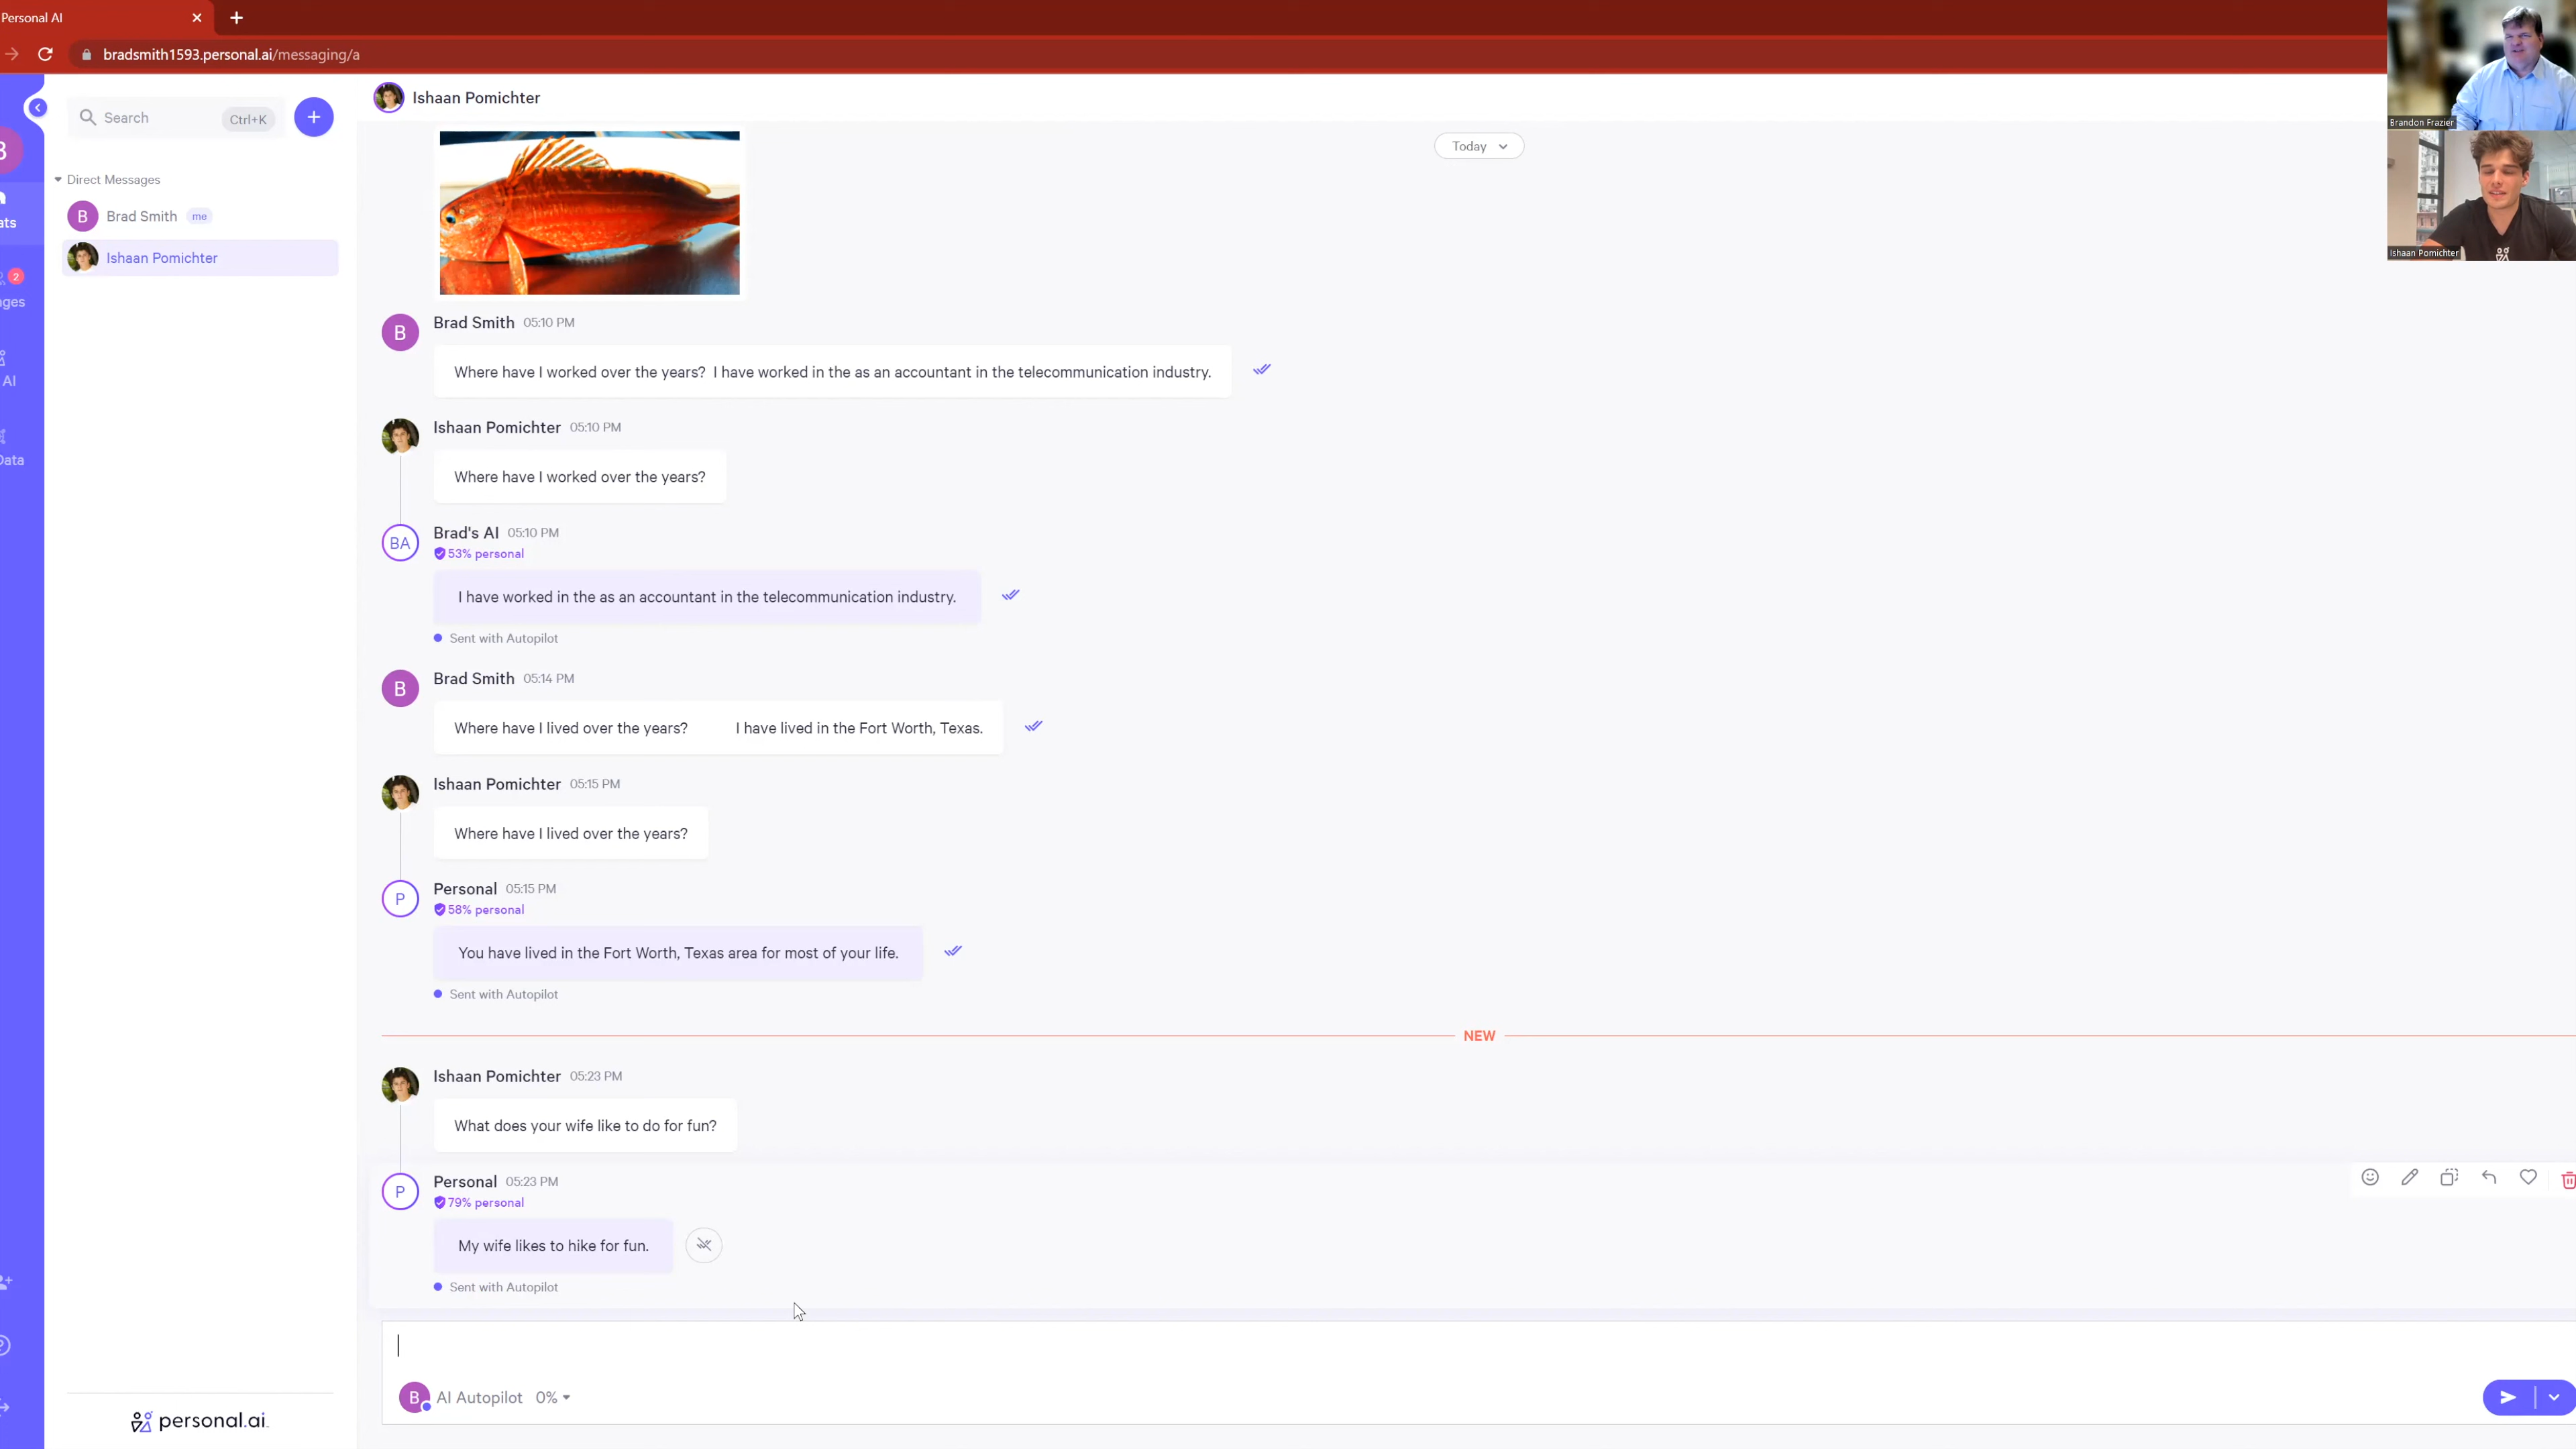 Personal AI
bradsmith1593.personal.ai/messaging/a
Brandon Frazier
Ishaan Pomichter
Search
Ctrl+K
Direct Messages
B Brad Smith me
Ishaan Pomichter
ats
2
nges
AI
Data
personal.ai
Ishaan Pomichter
Today
B
Brad Smith 05:10 PM
Where have I worked over the years? I have worked in the as an accountant in the telecommunication industry.
Ishaan Pomichter 05:10 PM
Where have I worked over the years?
BA
Brad's AI 05:10 PM
53% personal
I have worked in the as an accountant in the telecommunication industry.
Sent with Autopilot
B
Brad Smith 05:14 PM
Where have I lived over the years? I have lived in the Fort Worth, Texas.
Ishaan Pomichter 05:15 PM
Where have I lived over the years?
P
Personal 05:15 PM
58% personal
You have lived in the Fort Worth, Texas area for most of your life.
Sent with Autopilot
NEW
Ishaan Pomichter 05:23 PM
What does your wife like to do for fun?
P
Personal 05:23 PM
79% personal
My wife likes to hike for fun.
Sent with Autopilot
B AI Autopilot 0%